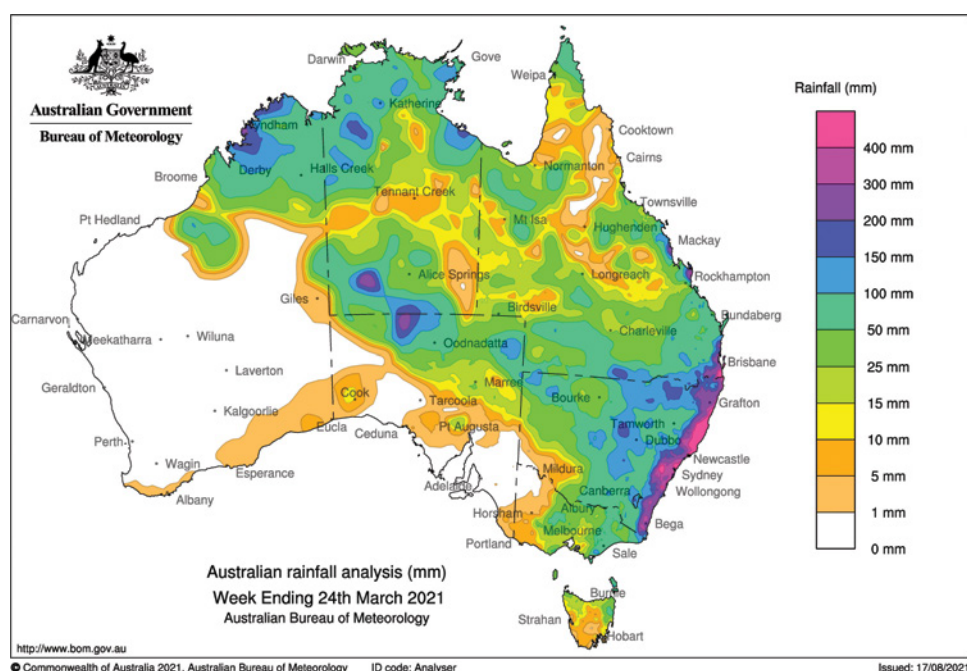 Australian Government
Bureau of Meteorology
Darwin
Gove
Weipa
Katherine
Wyndham
Cooktown
Cairns
Normanton
Derby
Halls Creek
Broome
Tennant Creek
Townsville
Pt Hedland
Mt Isa
Hughenden
Mackay
Alice Springs
Longreach
Rockhampton
Giles
Birdsville
Bundaberg
Carnarvon
Meekatharra
Wiluna
Oodnadatta
Charleville
Brisbane
Laverton
Marree
Geraldton
Cook
Tarcoola
Bourke
Grafton
Kalgoorlie
Eucla
Ceduna
Pt Augusta
Tamworth
Dubbo
Perth
Newcastle
Wagin
Esperance
Mildura
Sydney
Adelaide
Canberra
Wollongong
Albany
Horsham
Albury
Bega
Portland
Melbourne
Sale
Burnie
Strahan
Hobart
Rainfall (mm)
400 mm
300 mm
200 mm
150 mm
100 mm
50 mm
25 mm
15 mm
10 mm
5 mm
1 mm
0 mm
Australian rainfall analysis (mm)
Week Ending 24th March 2021
Australian Bureau of Meteorology
http://www.bom.gov.au
© Commonwealth of Australia 2021, Australian Bureau of Meteorology ID code: Analyser Issued: 17/08/2021